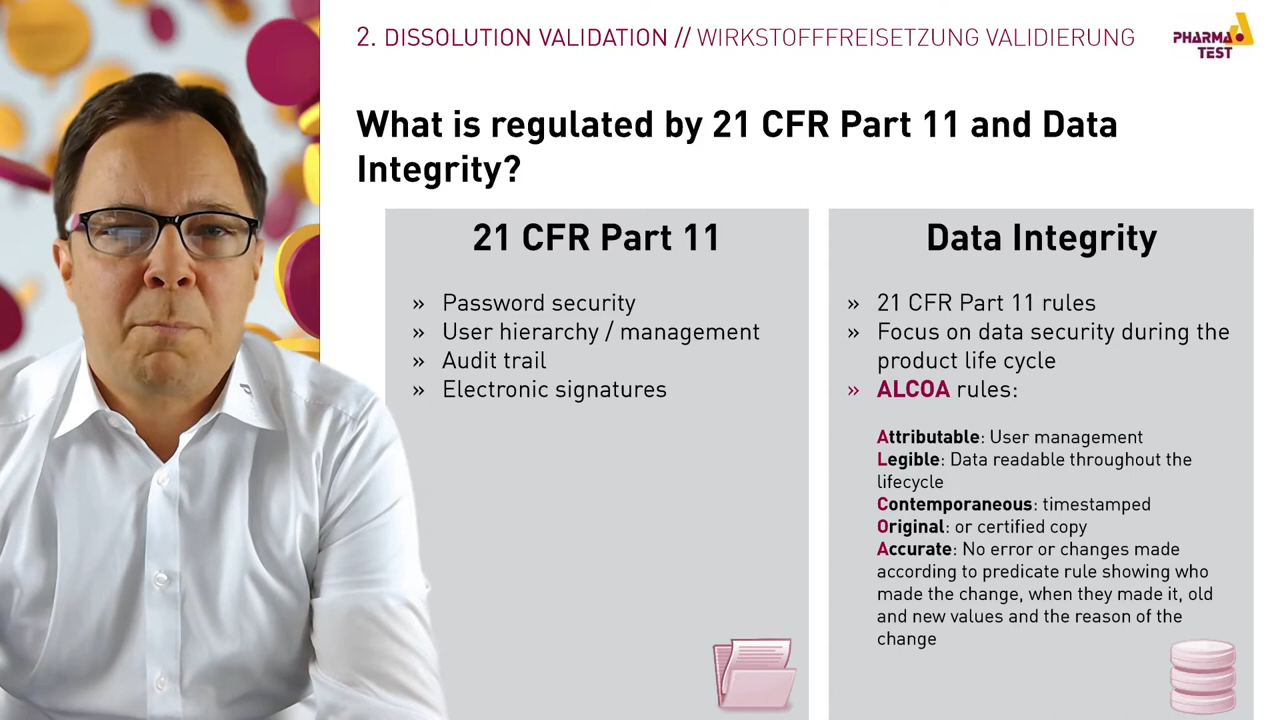 2. DISSOLUTION VALIDATION // WIRKSTOFFFREISETZUNG VALIDIERUNG
PHARMA
TEST
What is regulated by 21 CFR Part 11 and Data
Integrity?
21 CFR Part 11
» Password security
» User hierarchy / management
» Audit trail
» Electronic signatures
Data Integrity
» 21 CFR Part 11 rules
» Focus on data security during the
product life cycle
» ALCOA rules:
Attributable: User management
Legible: Data readable throughout the
lifecycle
Contemporaneous: timestamped
Original: or certified copy
Accurate: No error or changes made
according to predicate rule showing who
made the change, when they made it, old
and new values and the reason of the
change